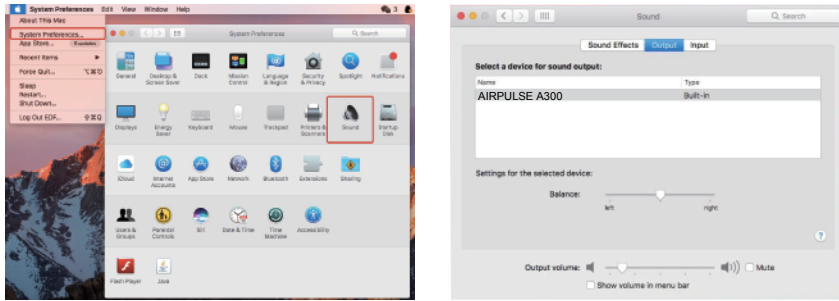 System Preferences Edit View Window Help 3
About This Mac
System Preferences...
App Store...
Recent Items
Force Quit...
Sleep
Restart...
Shut Down...
Log Out EDF...
System Preferences
Search
General
Desktop & Screen Saver
Dock
Mission Control
Language & Region
Security & Privacy
Spotlight
Notifications
Displays
Energy Saver
Keyboard
Mouse
Trackpad
Printers & Scanners
Sound
Startup Disk
iCloud
Internet Accounts
App Store
Network
Bluetooth
Extensions
Sharing
Users & Groups
Parental Controls
Siri
Date & Time
Time Machine
Accessibility
Flash Player
Java
Sound
Search
Sound Effects Output Input
Select a device for sound output:
Name Type
AIRPULSE A300 Built-in
Settings for the selected device:
Balance:
left right
?
Output volume: Mute
Show volume in menu bar